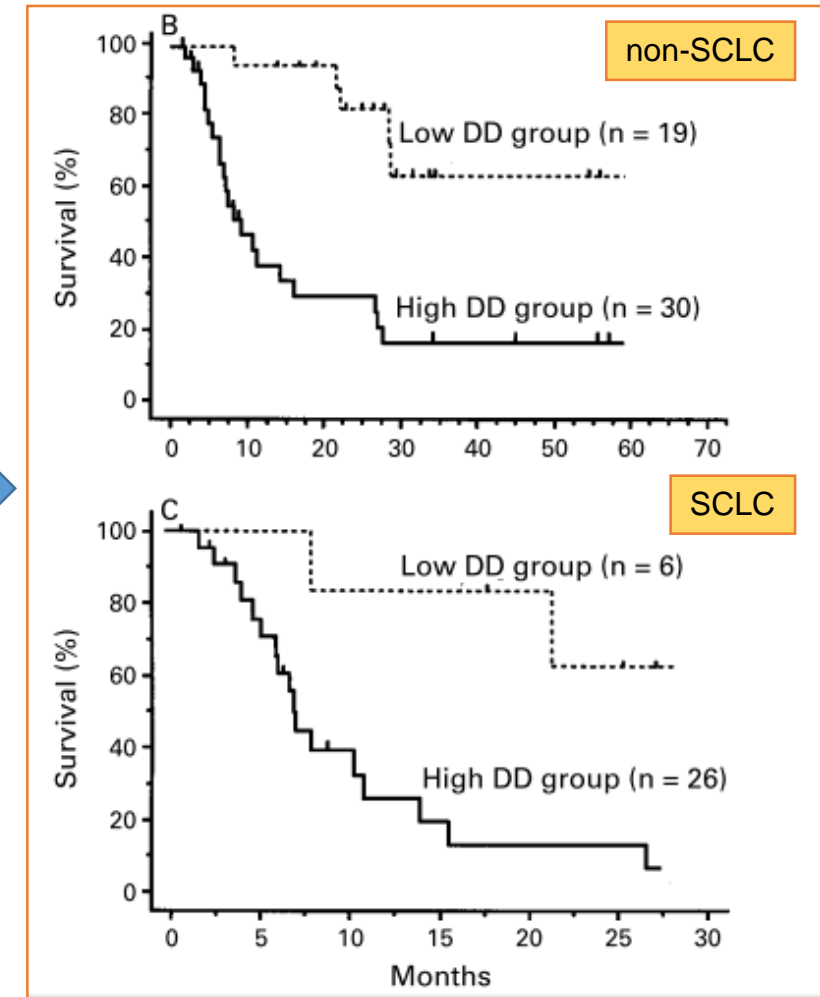 B
non-SCLC
100
80
60
40
20
0
Survival (%)
Low DD group (n = 19)
High DD group (n = 30)
0 10 20 30 40 50 60 70
C
SCLC
100
80
60
40
20
0
Survival (%)
Low DD group (n = 6)
High DD group (n = 26)
0 5 10 15 20 25 30
Months